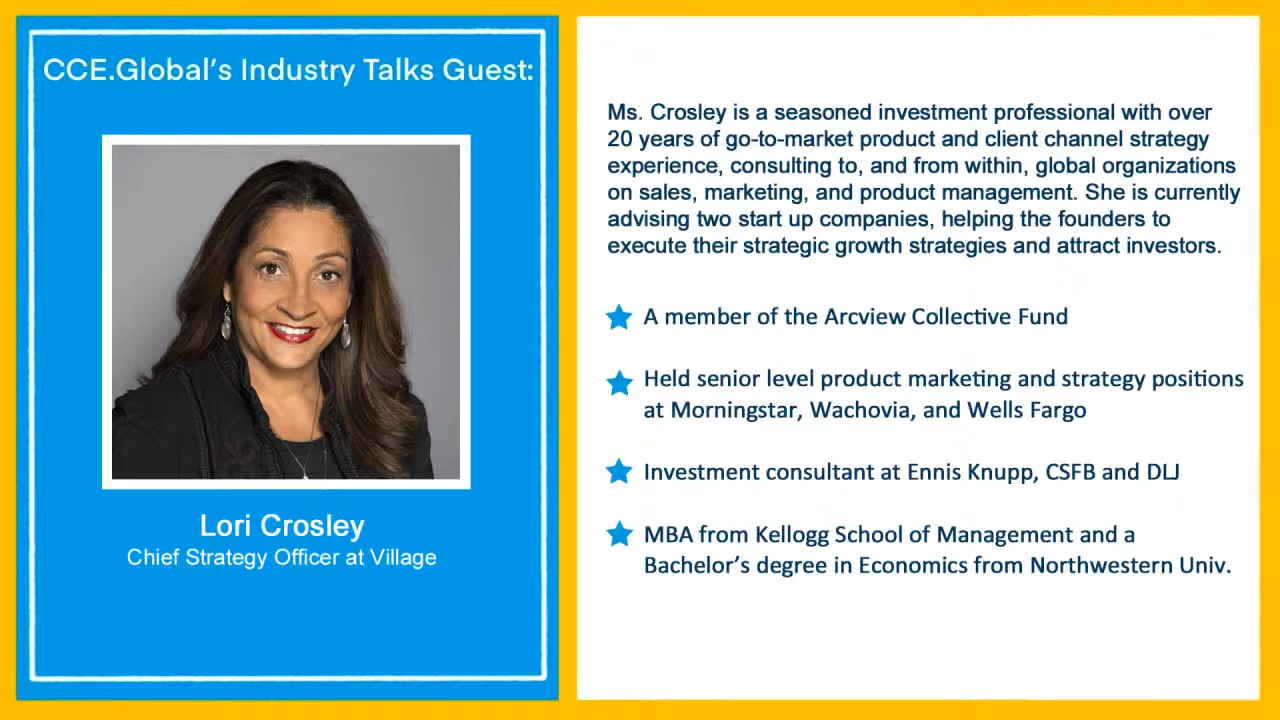 CCE.Global's Industry Talks Guest:
Lori Crosley
Chief Strategy Officer at Village
Ms. Crosley is a seasoned investment professional with over
20 years of go-to-market product and client channel strategy
experience, consulting to, and from within, global organizations
on sales, marketing, and product management. She is currently
advising two start up companies, helping the founders to
execute their strategic growth strategies and attract investors.
A member of the Arcview Collective Fund
Held senior level product marketing and strategy positions
at Morningstar, Wachovia, and Wells Fargo
Investment consultant at Ennis Knupp, CSFB and DLJ
MBA from Kellogg School of Management and a
Bachelor's degree in Economics from Northwestern Univ.